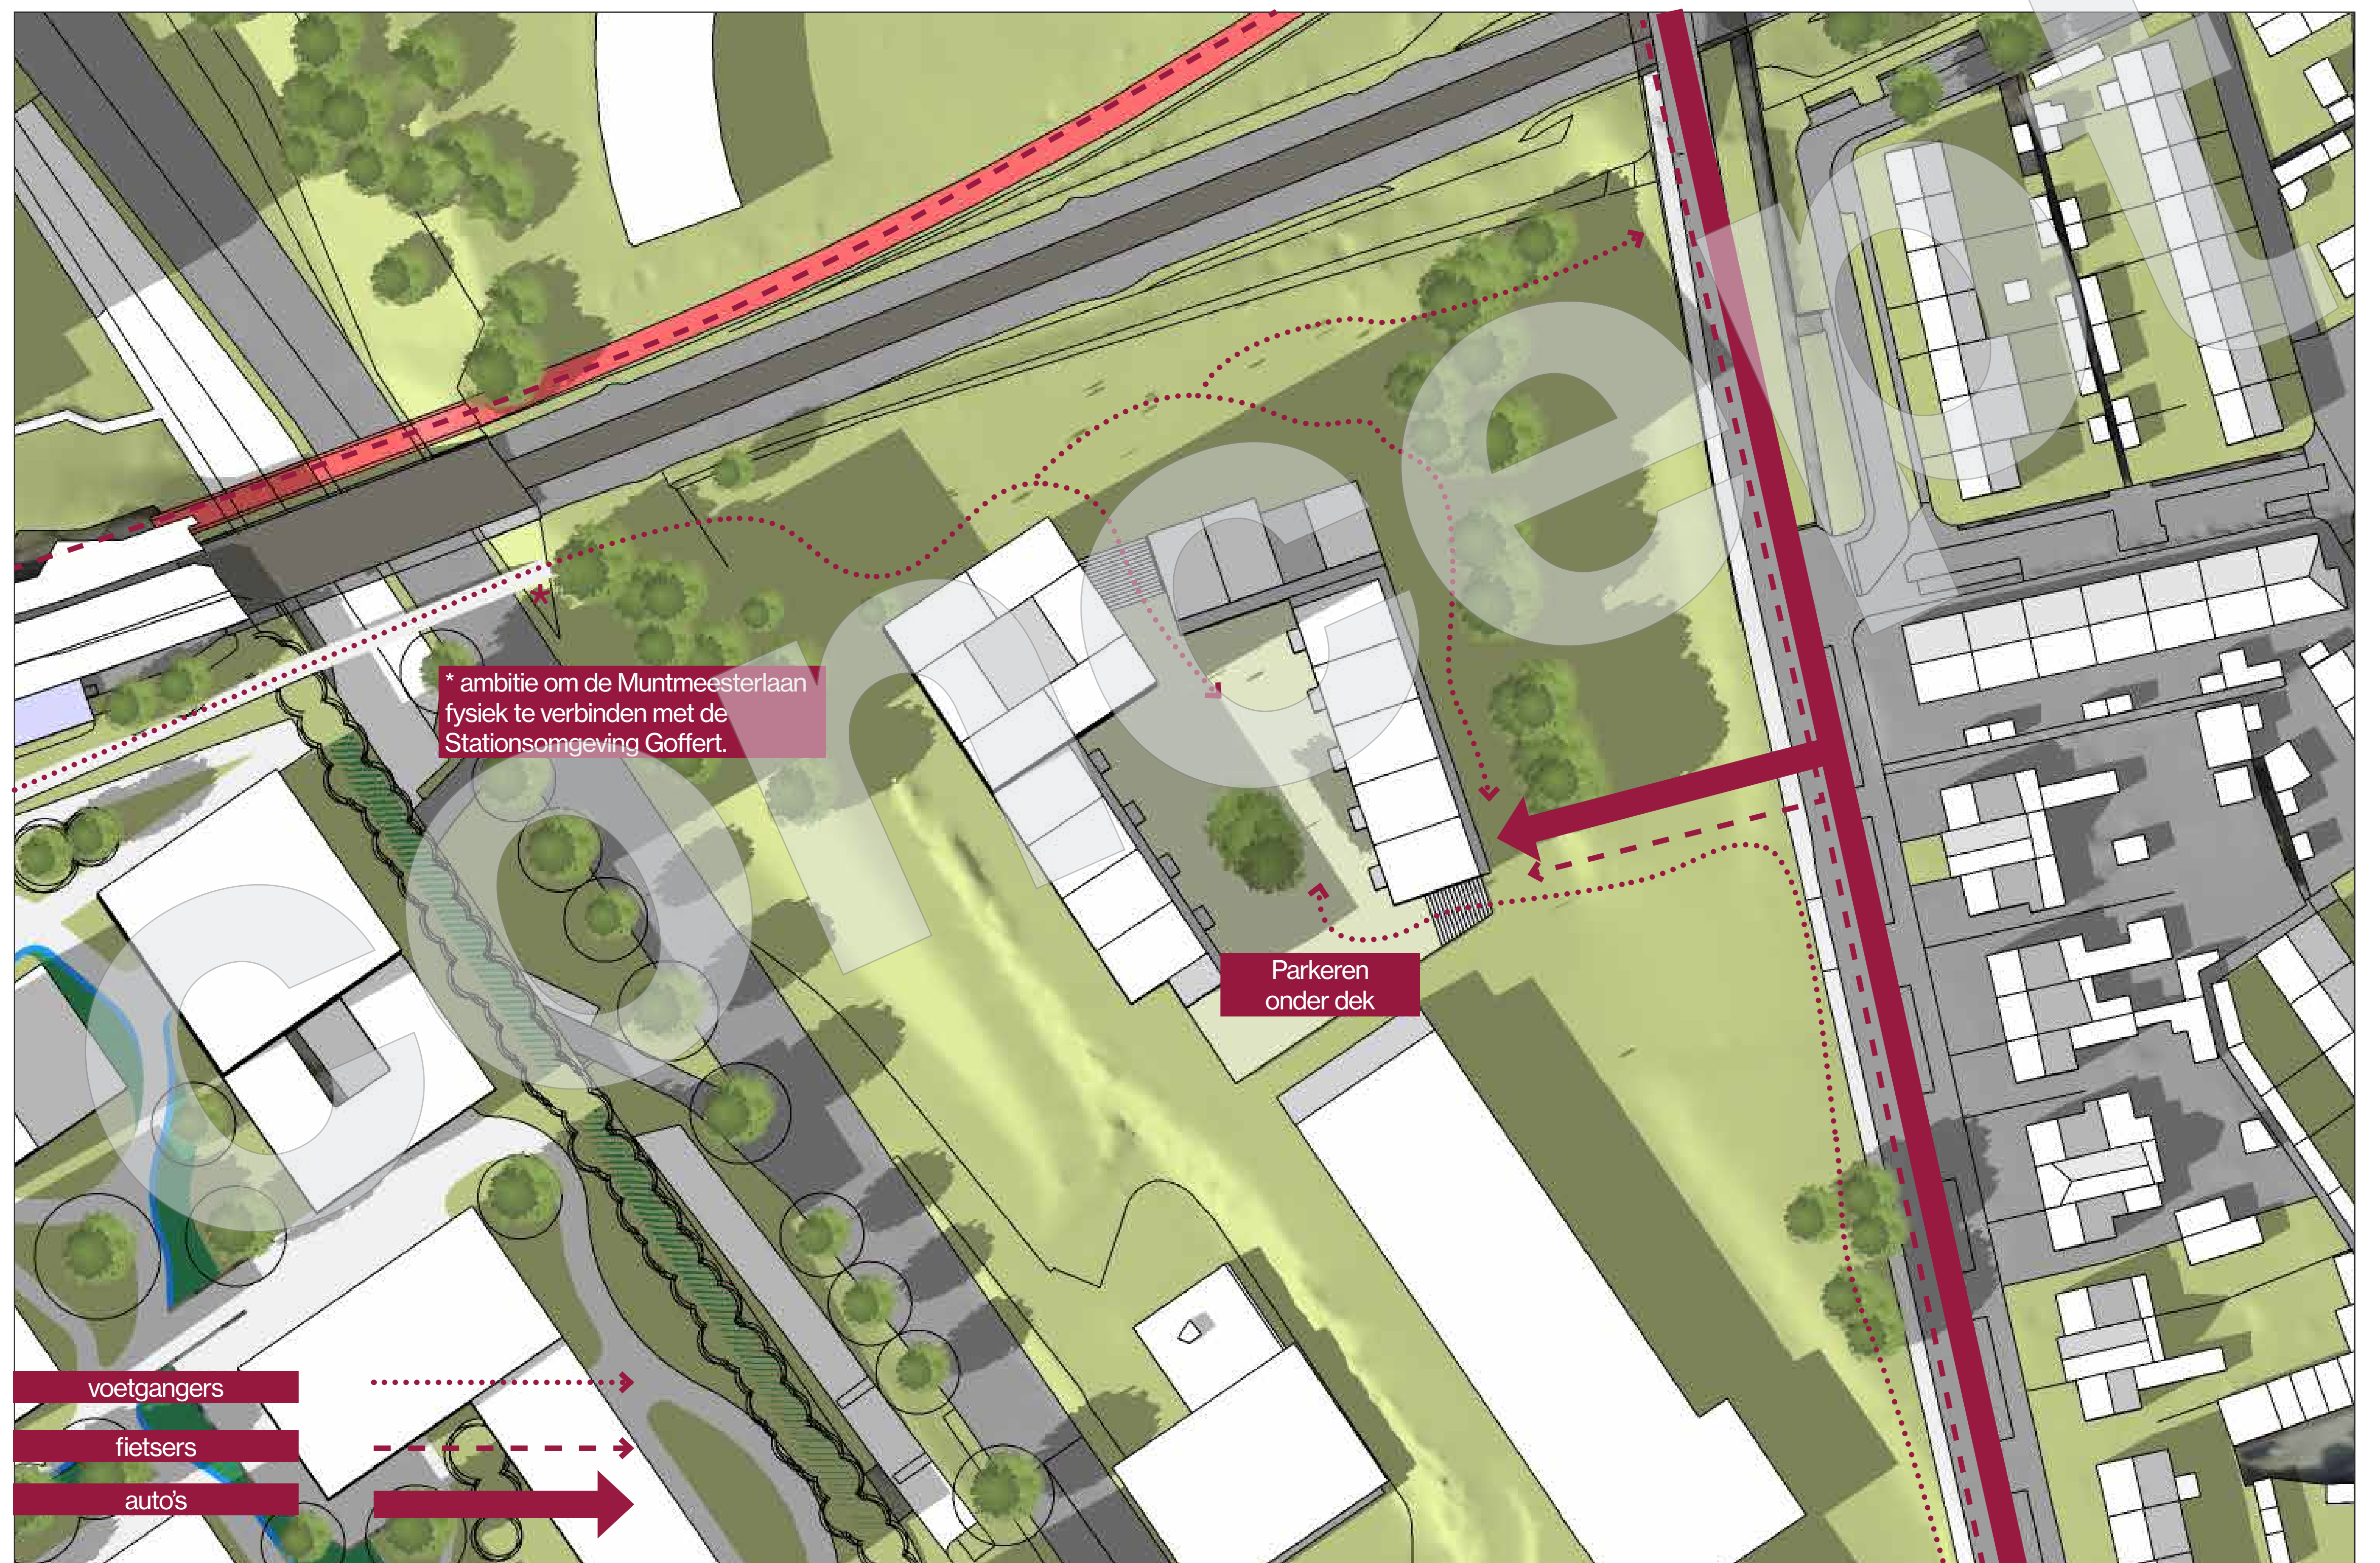 concept
* ambitie om de Muntmeesterlaan
fysiek te verbinden met de
Stationsomgeving Goffert.
*
Parkeren
onder dek
voetgangers
fietsers
auto's